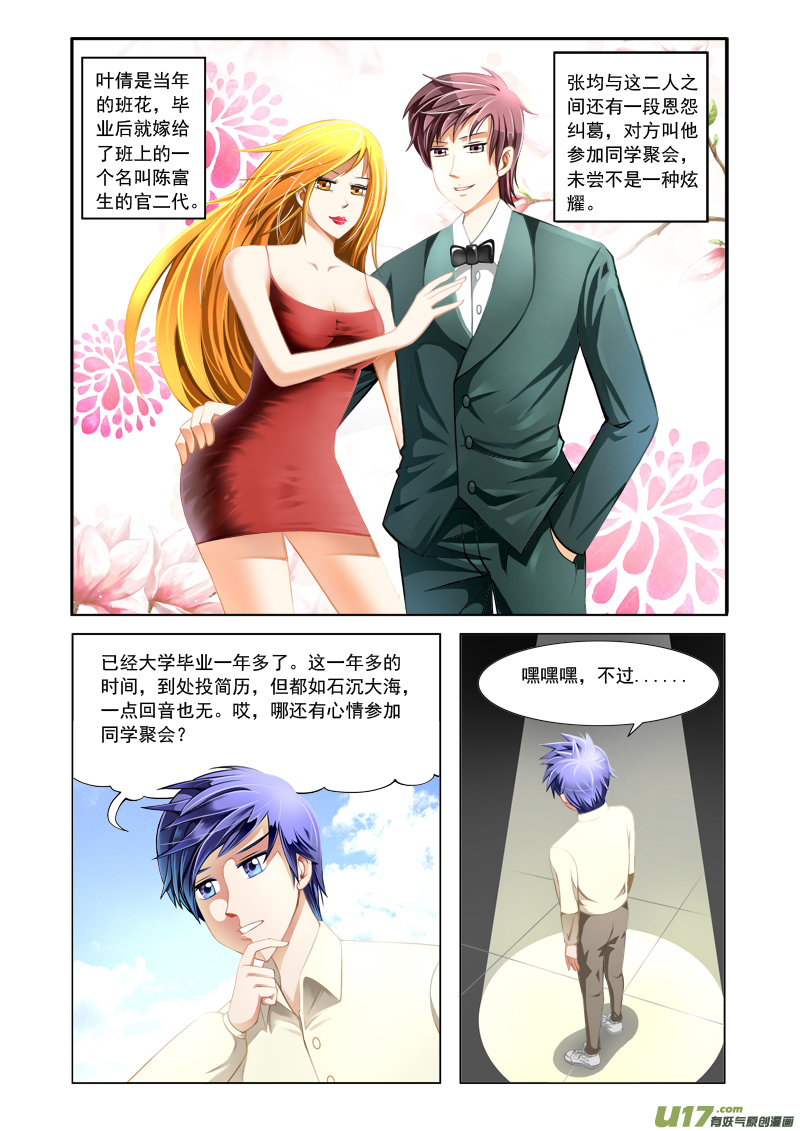 叶倩是当年
的班花，毕
业后就嫁给
了班上的一
个名叫陈富
生的官二代。
张均与这二人之
间还有一段恩怨
纠葛，对方叫他
参加同学聚会，
未尝不是一种炫
耀。
已经大学毕业一年多了。这一年多的
时间，到处投简历，但都如石沉大海，
一点回音也无。哎，哪还有心情参加
同学聚会？
嘿嘿嘿，不过......
U17.com
有妖气原创漫画